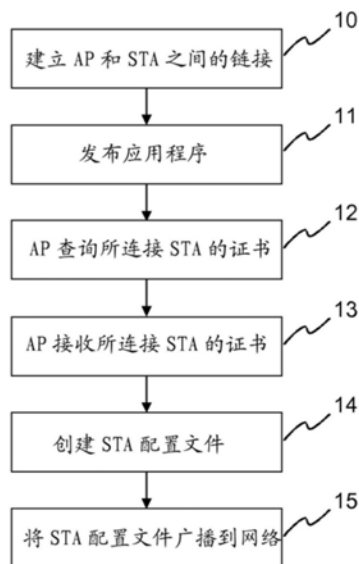 10
建立 AP 和 STA 之间的链接
11
发布应用程序
12
AP 查询所连接 STA 的证书
13
AP 接收所连接 STA 的证书
14
创建 STA 配置文件
15
将 STA 配置文件广播到网络